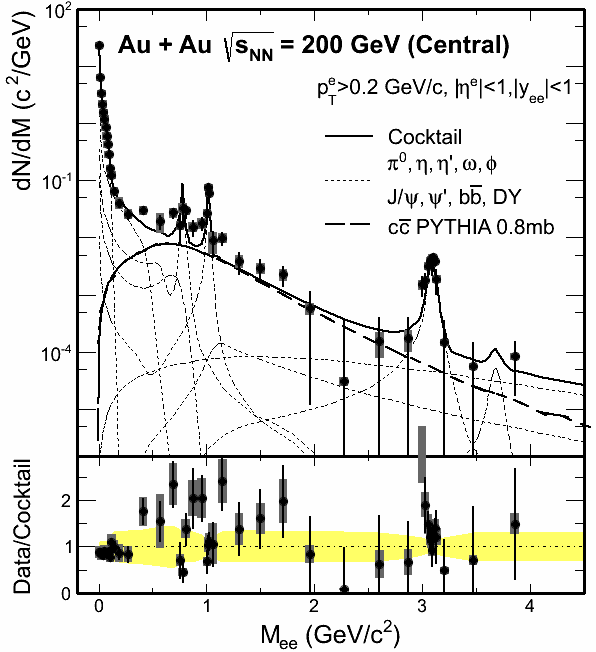 10²
10⁻¹
10⁻⁴
dN/dM (c²/GeV)
Au + Au √sNN = 200 GeV (Central)
pTᵉ>0.2 GeV/c, |ηᵉ|<1,|yee|<1
Cocktail
π⁰, η, η', ω, ϕ
J/ψ, ψ', bb̅, DY
cc̅ PYTHIA 0.8mb
Data/Cocktail
2
1
0
0 1 2 3 4
Mee (GeV/c²)